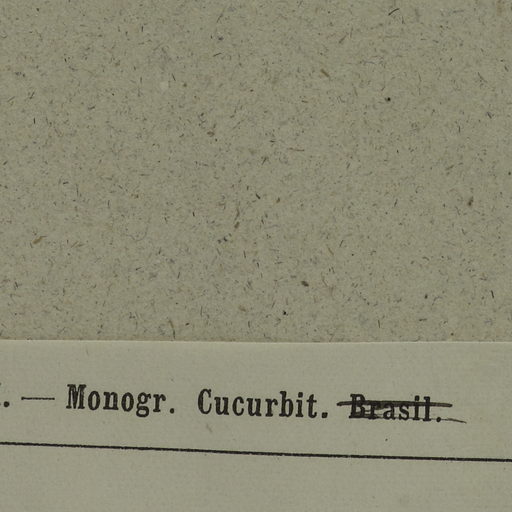 . — Monogr. Cucurbit. Brasil.